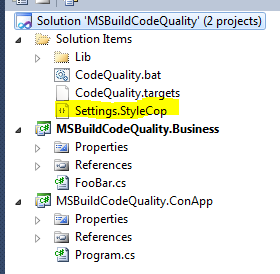 Solution 'MSBuildCodeQuality' (2 projects)
Solution Items
Lib
CodeQuality.bat
CodeQuality.targets
Settings.StyleCop
MSBuildCodeQuality.Business
Properties
References
FooBar.cs
MSBuildCodeQuality.ConApp
Properties
References
Program.cs